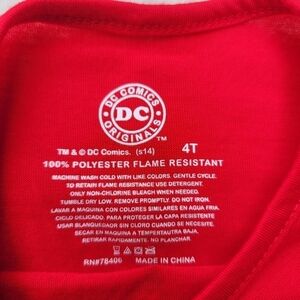 DC COMICS
DC
ORIGINALS
TM
TM & © DC Comics. (s14) 4T
100% POLYESTER FLAME RESISTANT
MACHINE WASH COLD WITH LIKE COLORS. GENTLE CYCLE.
TO RETAIN FLAME RESISTANCE USE DETERGENT.
ONLY NON-CHLORINE BLEACH WHEN NEEDED.
TUMBLE DRY LOW. REMOVE PROMPTLY. DO NOT IRON.
LAVAR A MAQUINA CON COLORES SIMILARES EN AGUA FRIA.
CICLO DELICADO. PARA PROTEGER LA CAPA RESISTENTE
USAR BLANQUEADOR SIN CLORO CUANDO SE NECESITE.
SECAR EN MAQUINA A TEMPERTAUTRA BAJA.
RETIRAR RAPIDAMENTE. NO PLANCHAR
RN#78406 MADE IN CHINA